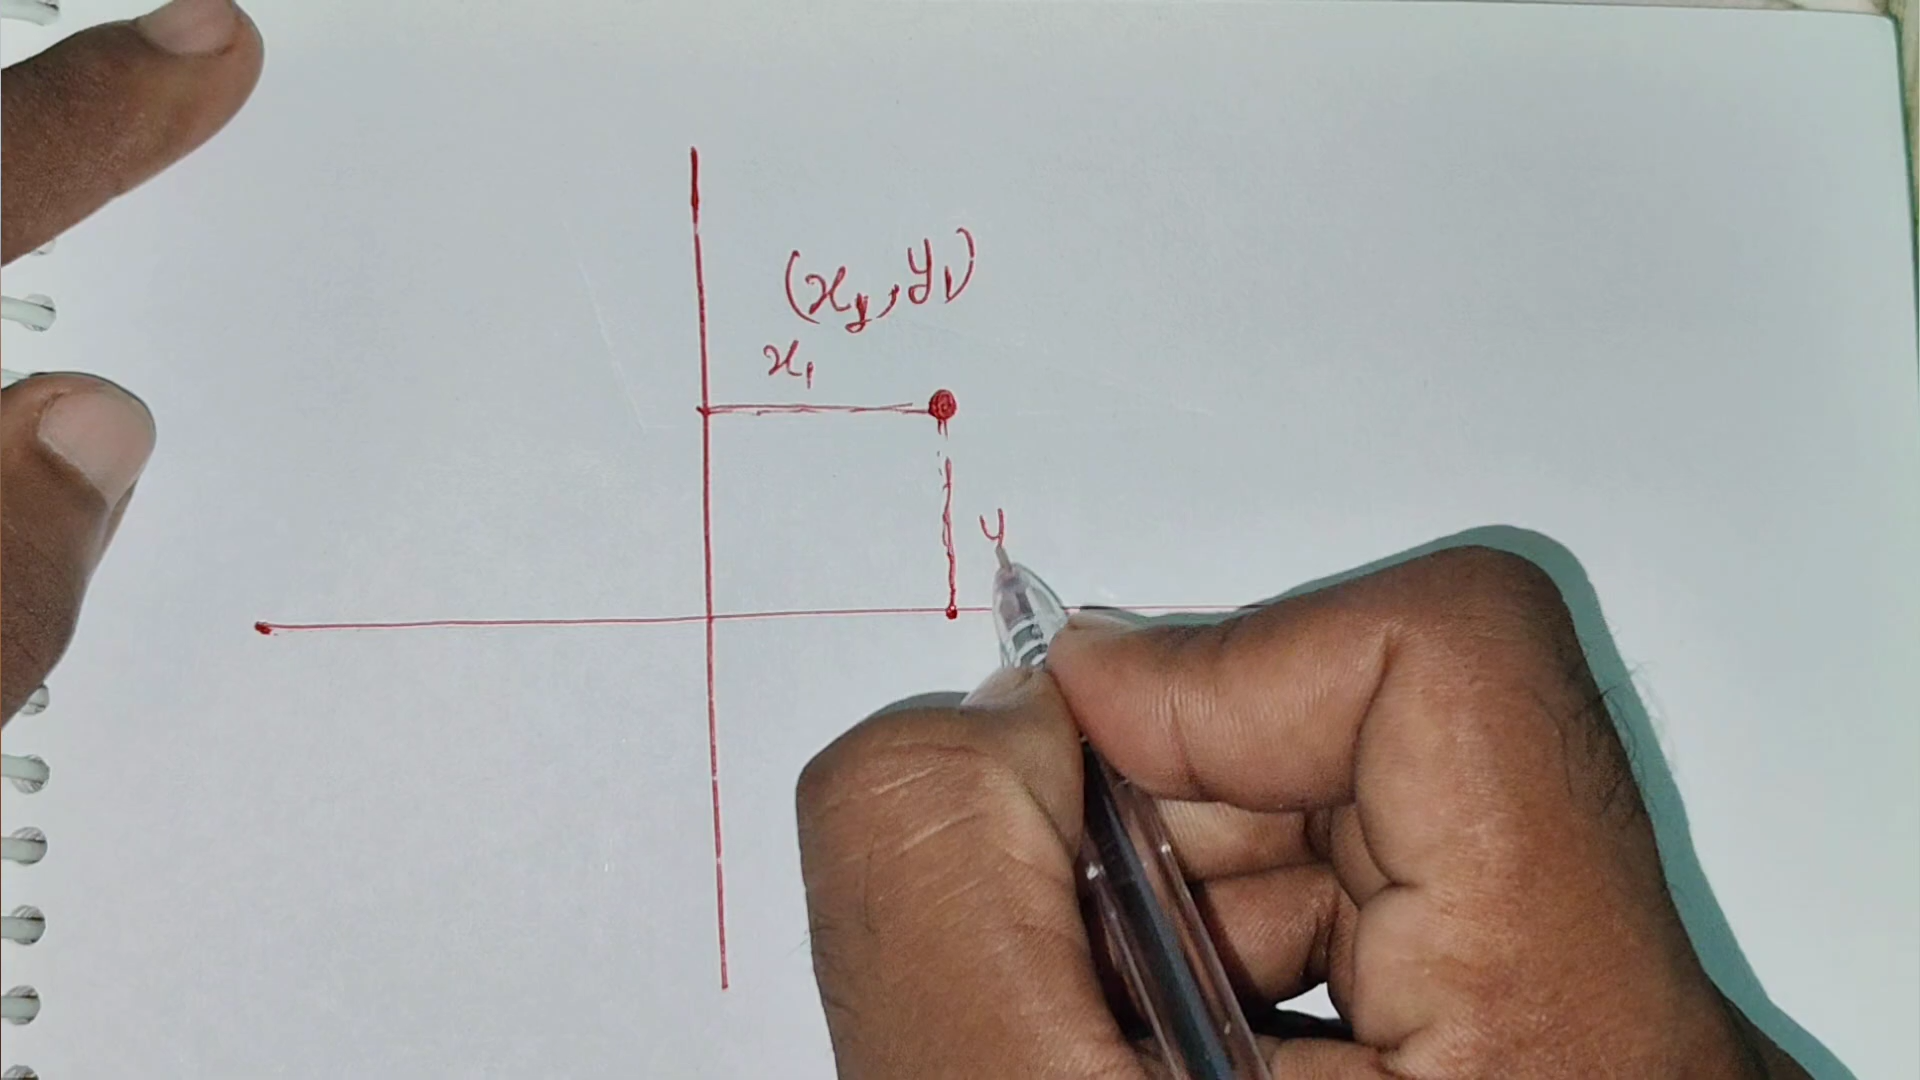 (x₁, y₁)
x₁
y